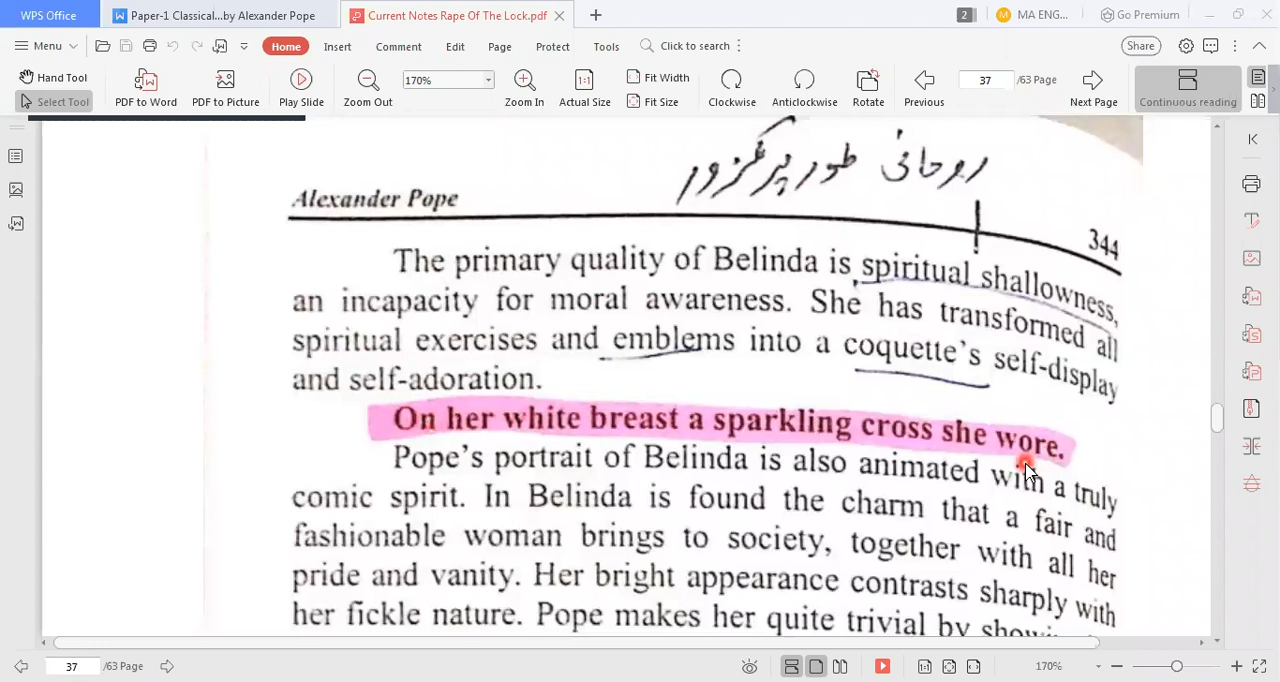 WPS Office
Paper-1 Classical...by Alexander Pop
Current Notes Rape Of The Lock.pdf
2
MA
MA ENG...
Go Premium
Menu
Home
Insert
Comment
Edit
Page
Protect
Tools
Click to search
Share
Hand Tool
Select Tool
PDF to Word
PDF to Picture
Play Slide
Zoom Out
170%
Zoom In
1:1
Actual Size
Fit Width
Fit Size
Clockwise
Anticlockwise
Rotate
Previous
37
/63 Page
Next Page
Continuous reading
روحانی طور پر کمزور
Alexander Pope
344
The primary quality of Belinda is spiritual shallowness,
an incapacity for moral awareness. She has transformed all
spiritual exercises and emblems into a coquette's self-display
and self-adoration.
On her white breast a sparkling cross she wore.
Pope's portrait of Belinda is also animated with a truly
comic spirit. In Belinda is found the charm that a fair and
fashionable woman brings to society, together with all her
pride and vanity. Her bright appearance contrasts sharply with
her fickle nature. Pope makes her quite trivial by
37
/63 Page
170%